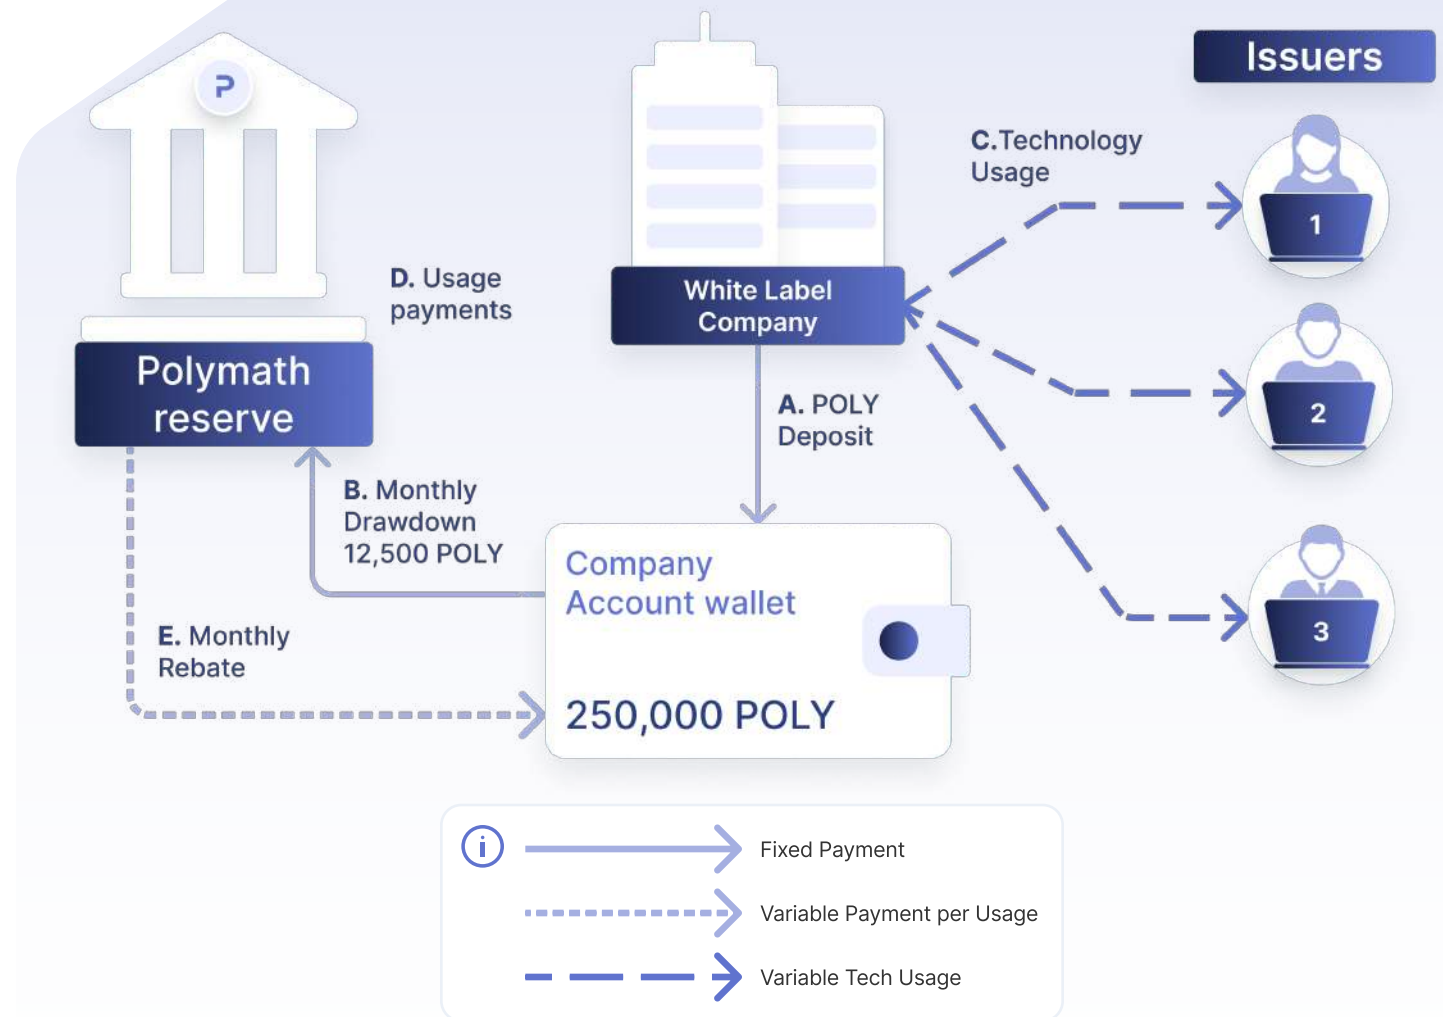 Issuers
P
C.Technology
Usage
1
White Label
Company
D. Usage
payments
2
Polymath
reserve
A. POLY
Deposit
B. Monthly
Drawdown
12,500 POLY
Company
Account wallet
3
E. Monthly
Rebate
250,000 POLY
i
Fixed Payment
Variable Payment per Usage
Variable Tech Usage